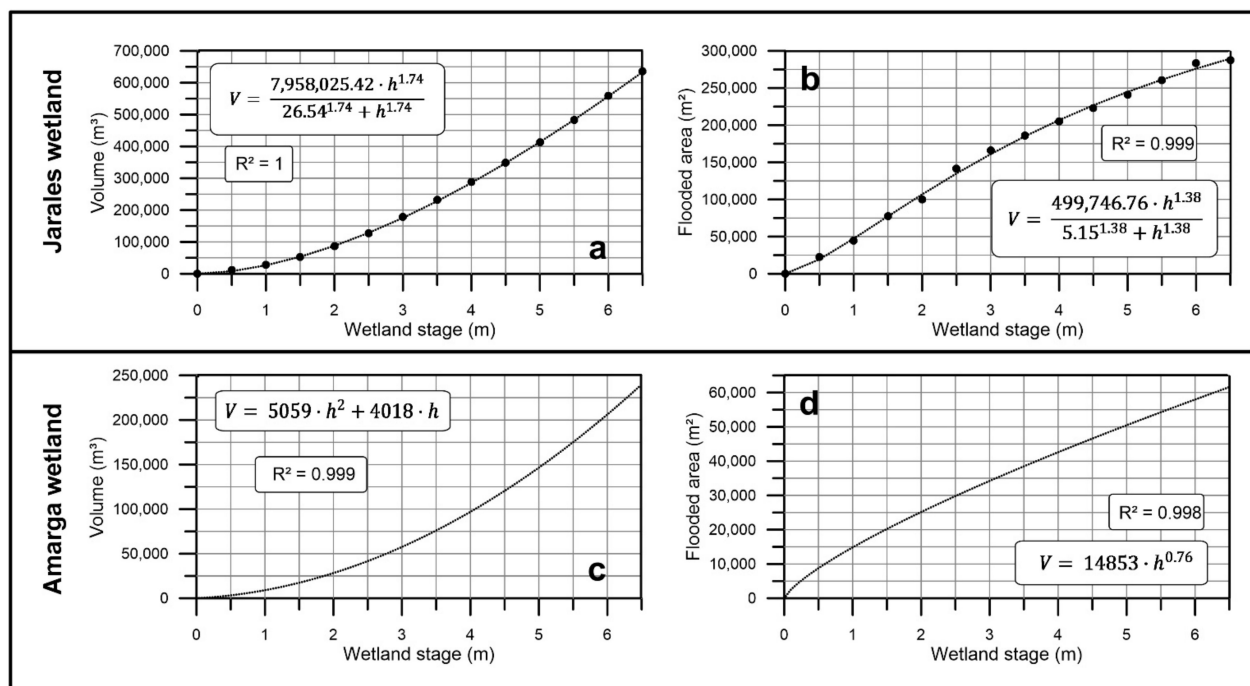 Jarales wetland
Volume (m³)
700,000
600,000
500,000
400,000
300,000
200,000
100,000
0
V = 7,958,025.42 · h^1.74 / 26.54^1.74 + h^1.74
R² = 1
a
0 1 2 3 4 5 6
Wetland stage (m)
Flooded area (m²)
300,000
250,000
200,000
150,000
100,000
50,000
0
b
R² = 0.999
V = 499,746.76 · h^1.38 / 5.15^1.38 + h^1.38
0 1 2 3 4 5 6
Wetland stage (m)
Amarga wetland
Volume (m³)
250,000
200,000
150,000
100,000
50,000
0
V = 5059 · h² + 4018 · h
R² = 0.999
c
0 1 2 3 4 5 6
Wetland stage (m)
Flooded area (m²)
60,000
50,000
40,000
30,000
20,000
10,000
0
d
R² = 0.998
V = 14853 · h^0.76
0 1 2 3 4 5 6
Wetland stage (m)